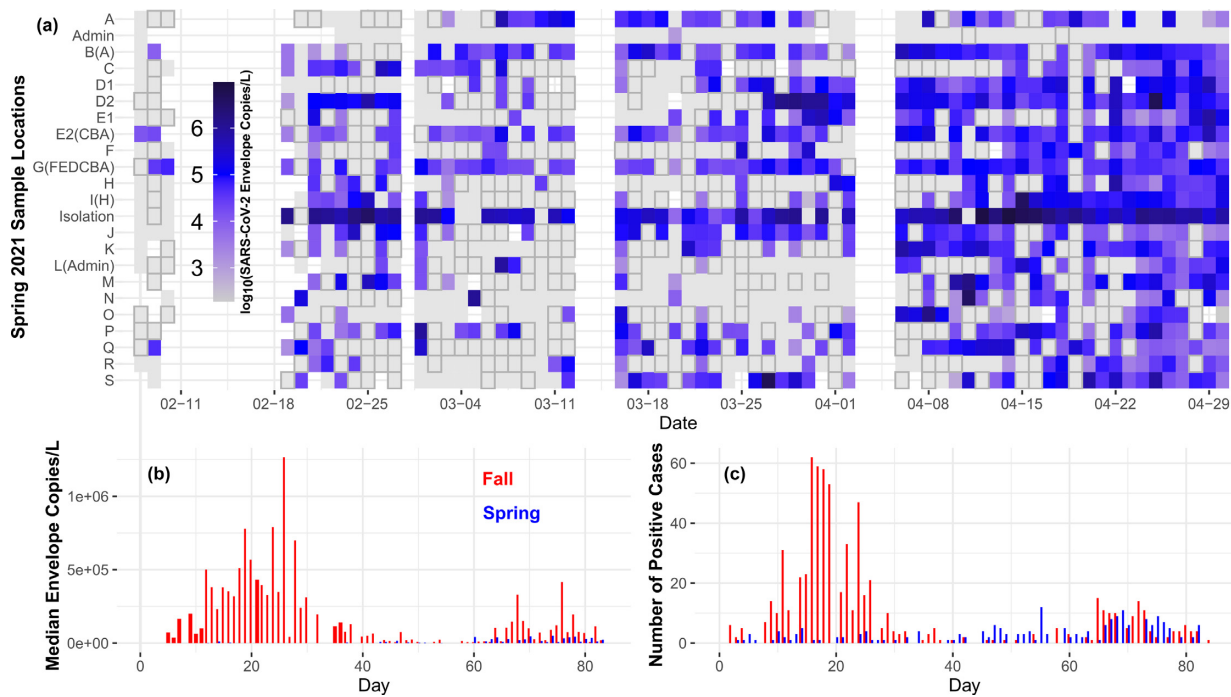 (a)
Spring 2021 Sample Locations
A
Admin
B(A)
C
D1
D2
E1
E2(CBA)
F
G(FEDCBA)
H
I(H)
Isolation
J
K
L(Admin)
M
N
O
P
Q
R
S
6
5
4
3
log10(SARS-CoV-2 Envelope Copies/L)
02-11
02-18
02-25
03-04
03-11
03-18
03-25
04-01
04-08
04-15
04-22
04-29
Date
(b)
Median Envelope Copies/L
1e+06
5e+05
0e+00
Fall
Spring
0
20
40
60
80
Day
(c)
Number of Positive Cases
60
40
20
0
0
20
40
60
80
Day